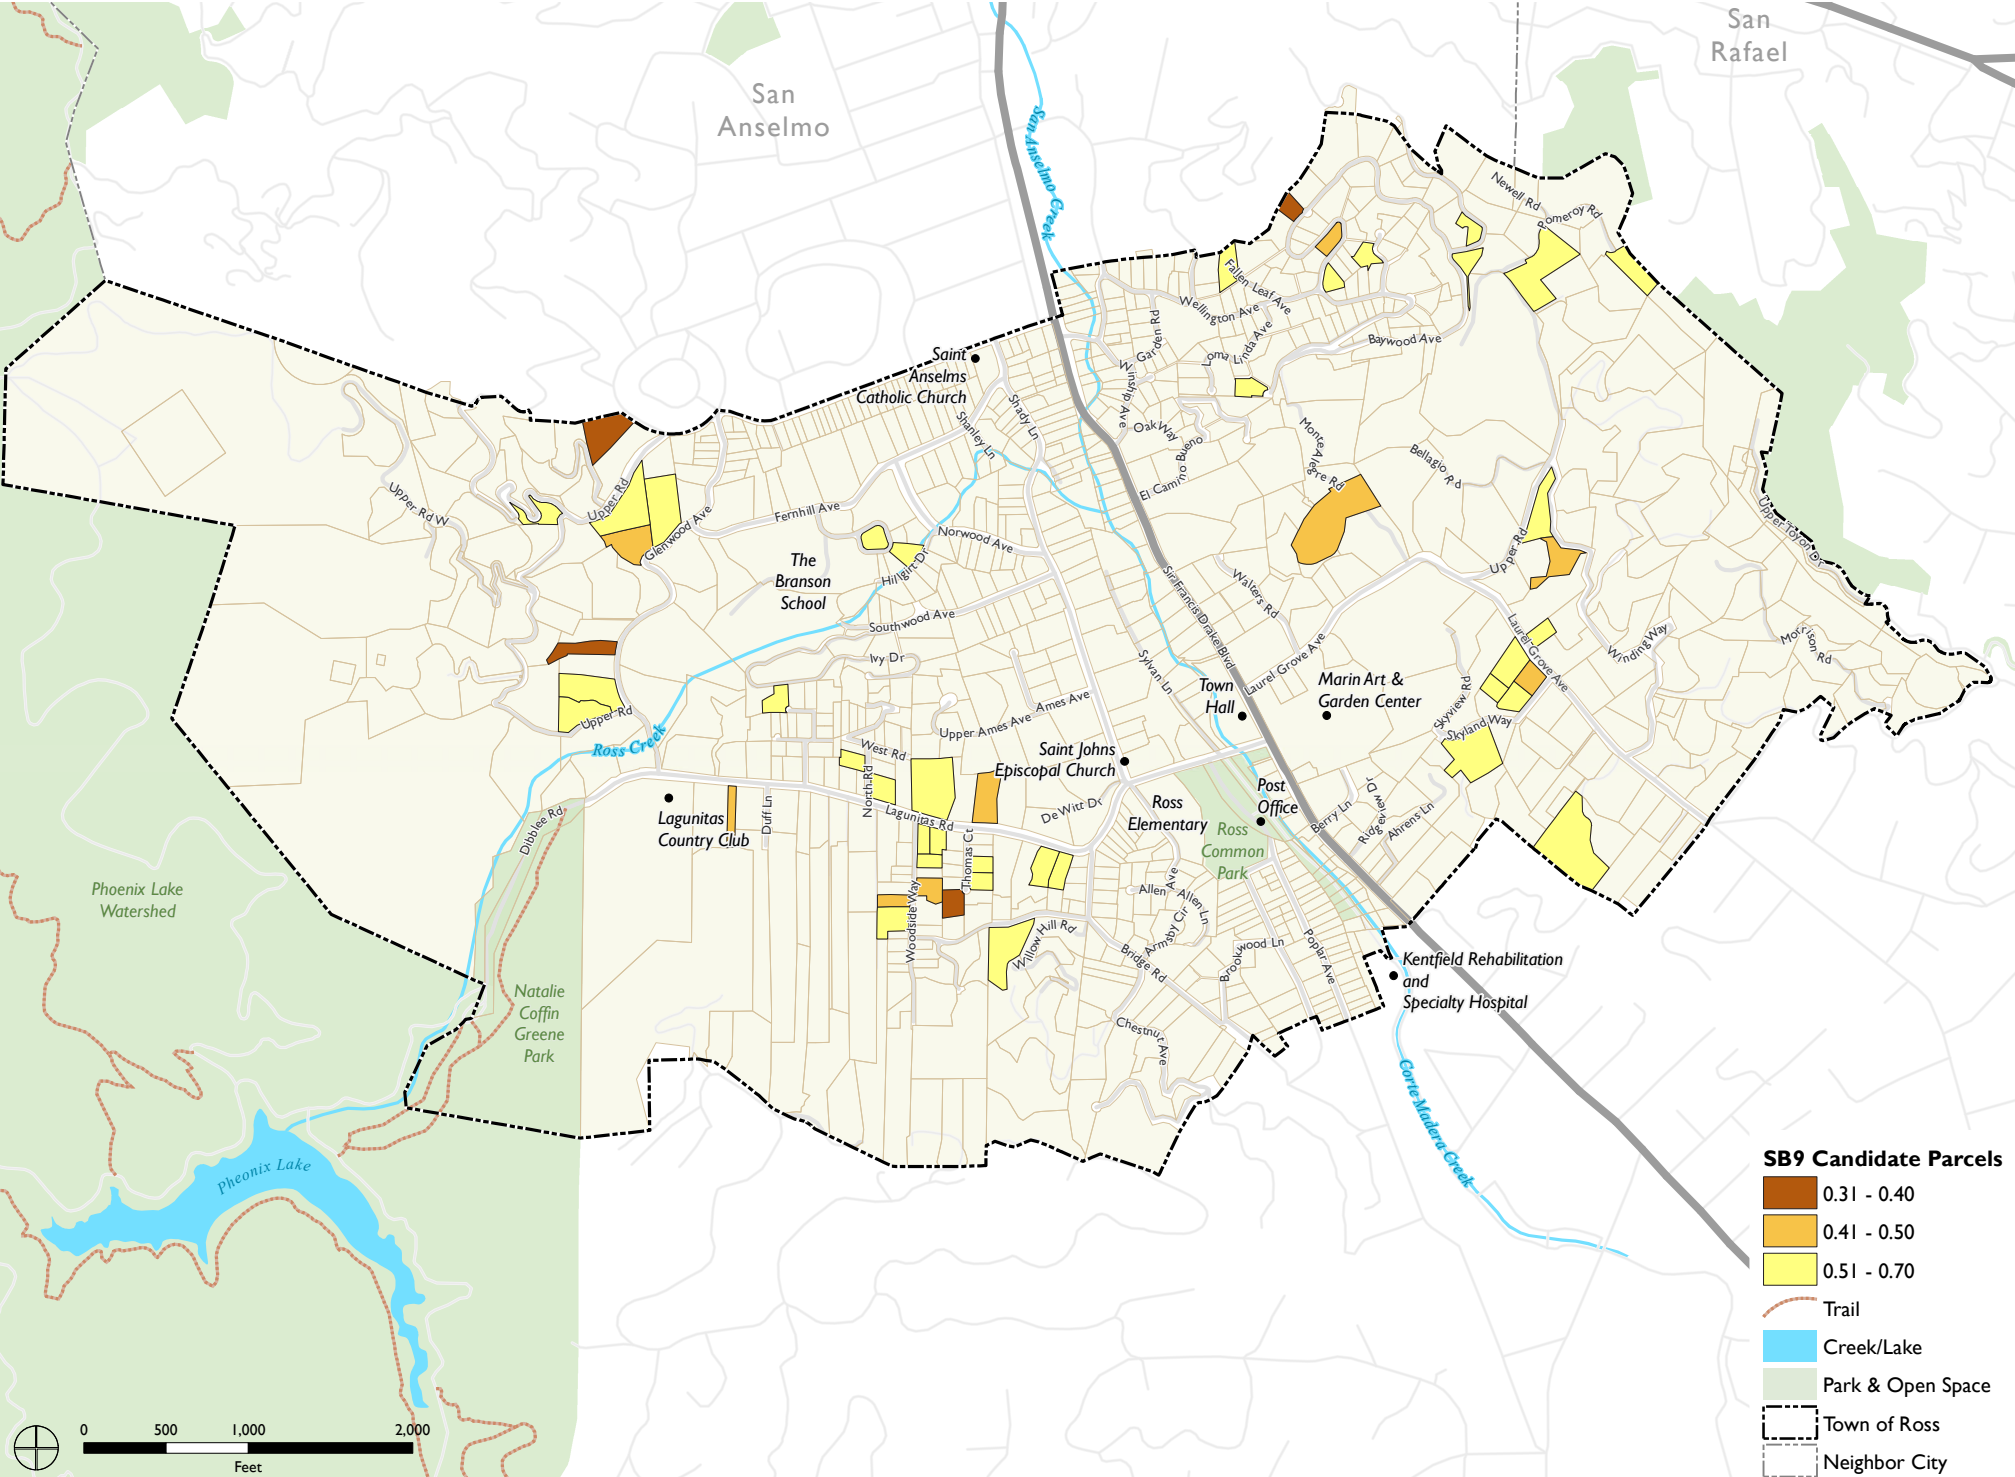 San
Rafael
San
Anselmo
San Anselmo Creek
Newell Rd
Pomeroy Rd
Fallen Leaf Ave
Wellington Ave
Garden Rd
Loma Linda Ave
Baywood Ave
Winship Ave
Saint
Anselms
Catholic Church
Shady Ln
Shanley Ln
Oak Way
El Camino Bueno
Monte Alegre Rd
Bellagio Rd
Upper Rd W
Upper Rd
Glenwood Ave
Fernhill Ave
Norwood Ave
Upper Rd
Upper Toyon Dr
The
Branson
School
Hillgirt Dr
Southwood Ave
Ivy Dr
Sir Francis Drake Blvd
Walters Rd
Laurel Grove Ave
Laurel Grove Ave
Winding Way
Morrison Rd
Sylvan Ln
Town
Hall
Marin Art &
Garden Center
Skyview Rd
Skyland Way
Upper Rd
Ross Creek
Upper Ames Ave
Ames Ave
West Rd
North Rd
Saint Johns
Episcopal Church
Post
Office
Ross
Elementary
De Witt Dr
Ross
Common
Park
Berry Ln
Ridgeview Dr
Ahrens Ln
Dibblee Rd
Lagunitas
Country Club
Duff Ln
Lagunitas Rd
Thomas Ct
Woodside Way
Allen Ave
Allen Ln
Armsby Cir
Willow Hill Rd
Bridge Rd
Brookwood Ln
Poplar Ave
Phoenix Lake
Watershed
Natalie
Coffin
Greene
Park
Kentfield Rehabilitation
and
Specialty Hospital
Chestnut Ave
Corte Madera Creek
Pheonix Lake
SB9 Candidate Parcels
0.31 - 0.40
0.41 - 0.50
0.51 - 0.70
Trail
Creek/Lake
Park & Open Space
Town of Ross
Neighbor City
0 500 1,000 2,000
Feet